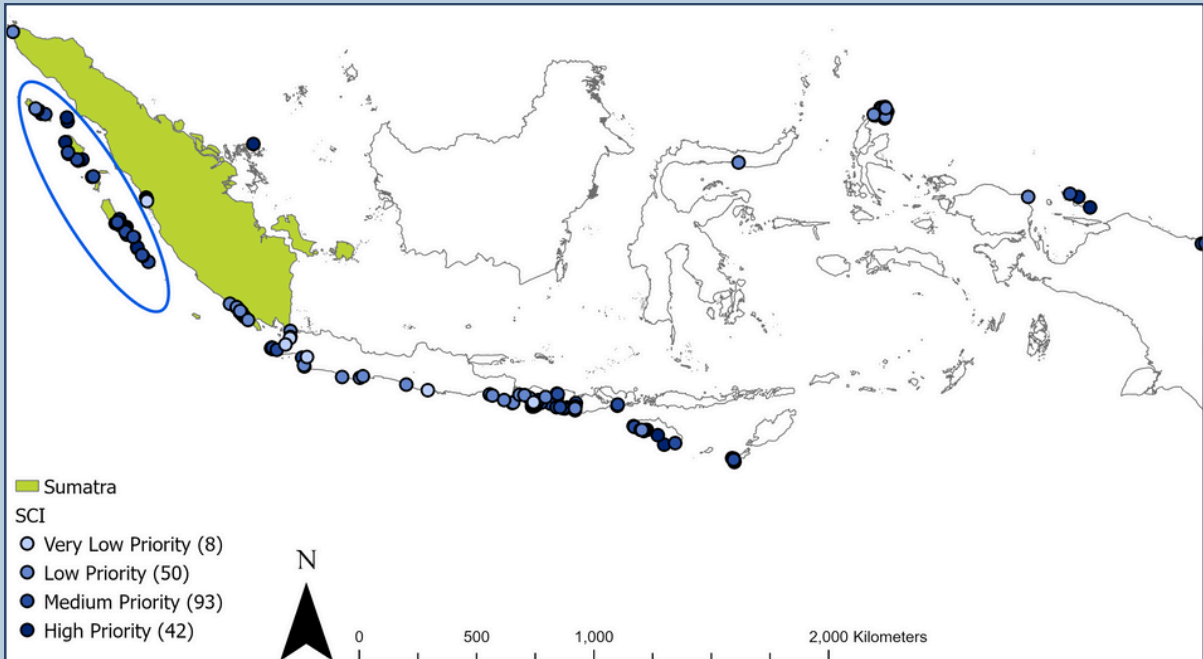 Sumatra
SCI
Very Low Priority (8)
Low Priority (50)
Medium Priority (93)
High Priority (42)
N
0 500 1,000 2,000 Kilometers